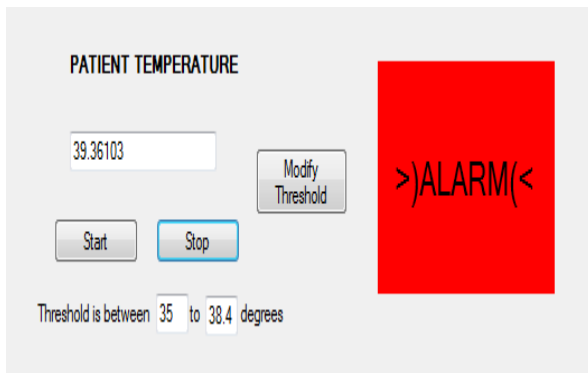 PATIENT TEMPERATURE
39.36103
Modify
Threshold
>)ALARM(<
Start
Stop
Threshold is between 35 to 38.4 degrees